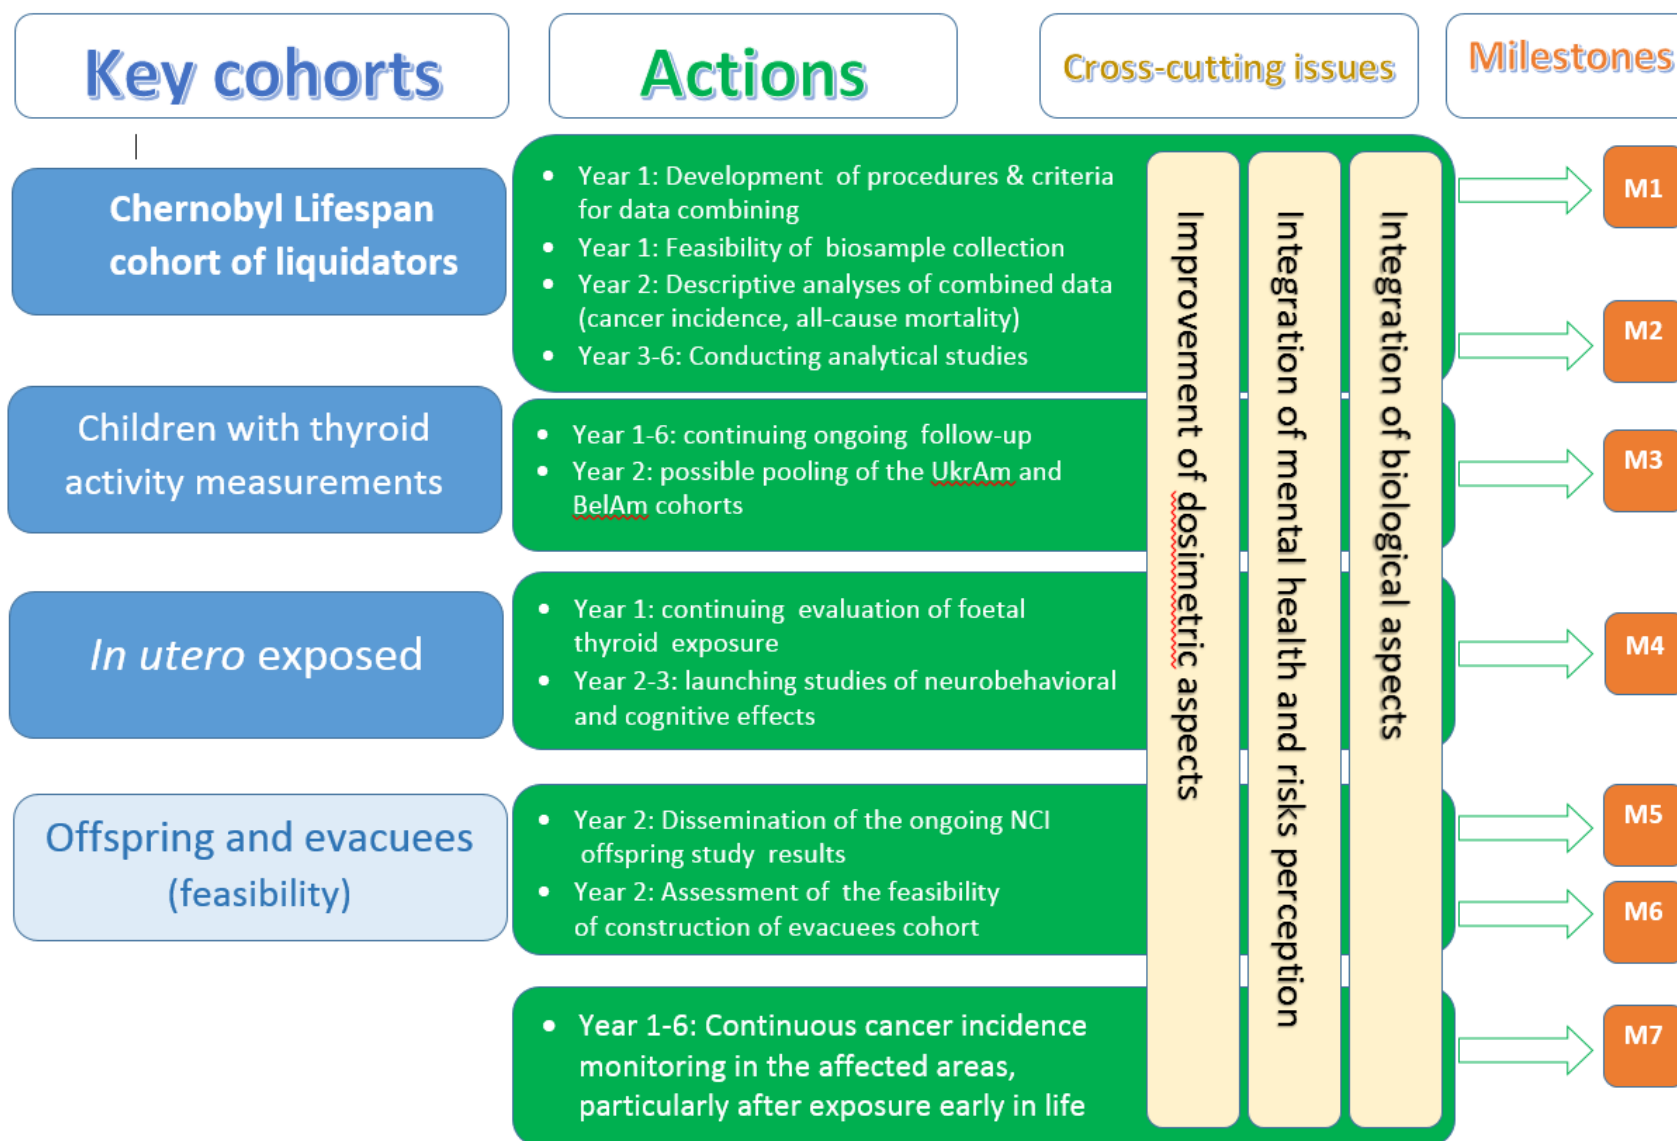 Key cohorts
Actions
Cross-cutting issues
Milestones
Chernobyl Lifespan
cohort of liquidators
• Year 1: Development of procedures & criteria
for data combining
• Year 1: Feasibility of biosample collection
• Year 2: Descriptive analyses of combined data
(cancer incidence, all-cause mortality)
• Year 3-6: Conducting analytical studies
M1
M2
Children with thyroid
activity measurements
• Year 1-6: continuing ongoing follow-up
• Year 2: possible pooling of the UkrAm and
BelAm cohorts
M3
In utero exposed
• Year 1: continuing evaluation of foetal
thyroid exposure
• Year 2-3: launching studies of neurobehavioral
and cognitive effects
M4
Offspring and evacuees
(feasibility)
• Year 2: Dissemination of the ongoing NCI
offspring study results
• Year 2: Assessment of the feasibility
of construction of evacuees cohort
M5
M6
• Year 1-6: Continuous cancer incidence
monitoring in the affected areas,
particularly after exposure early in life
M7
Improvement of dosimetric aspects
Integration of mental health and risks perception
Integration of biological aspects